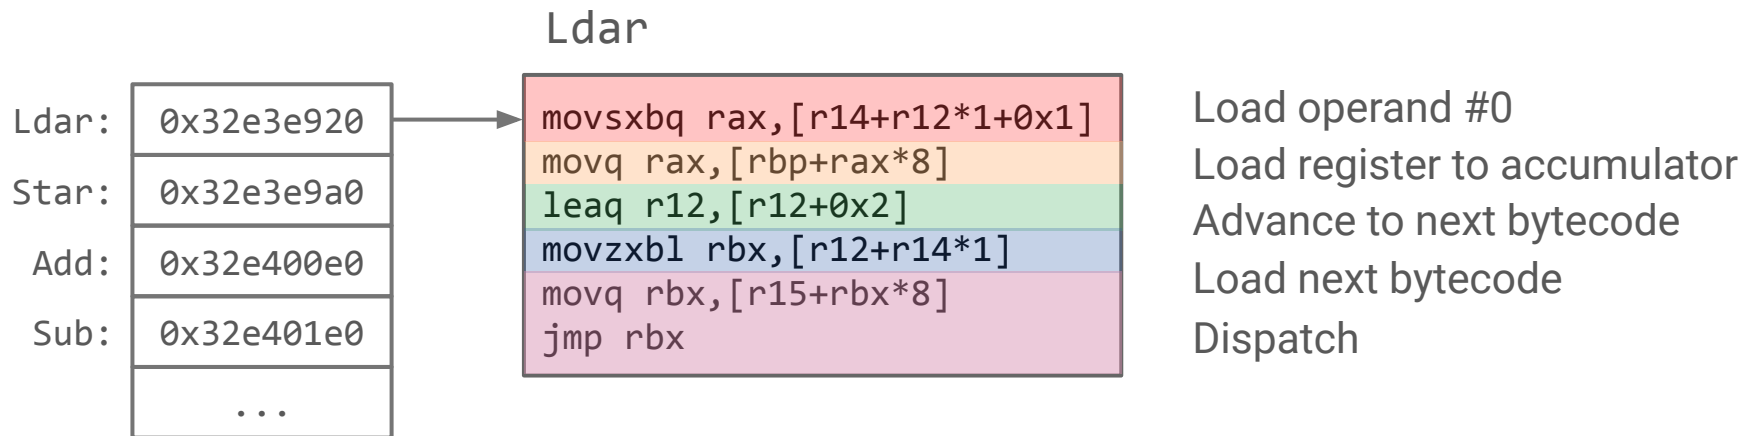 Ldar
Ldar: 0x32e3e920
Star: 0x32e3e9a0
Add: 0x32e400e0
Sub: 0x32e401e0
...
movsxbq rax,[r14+r12*1+0x1]
movq rax,[rbp+rax*8]
leaq r12,[r12+0x2]
movzxbl rbx,[r12+r14*1]
movq rbx,[r15+rbx*8]
jmp rbx
Load operand #0
Load register to accumulator
Advance to next bytecode
Load next bytecode
Dispatch